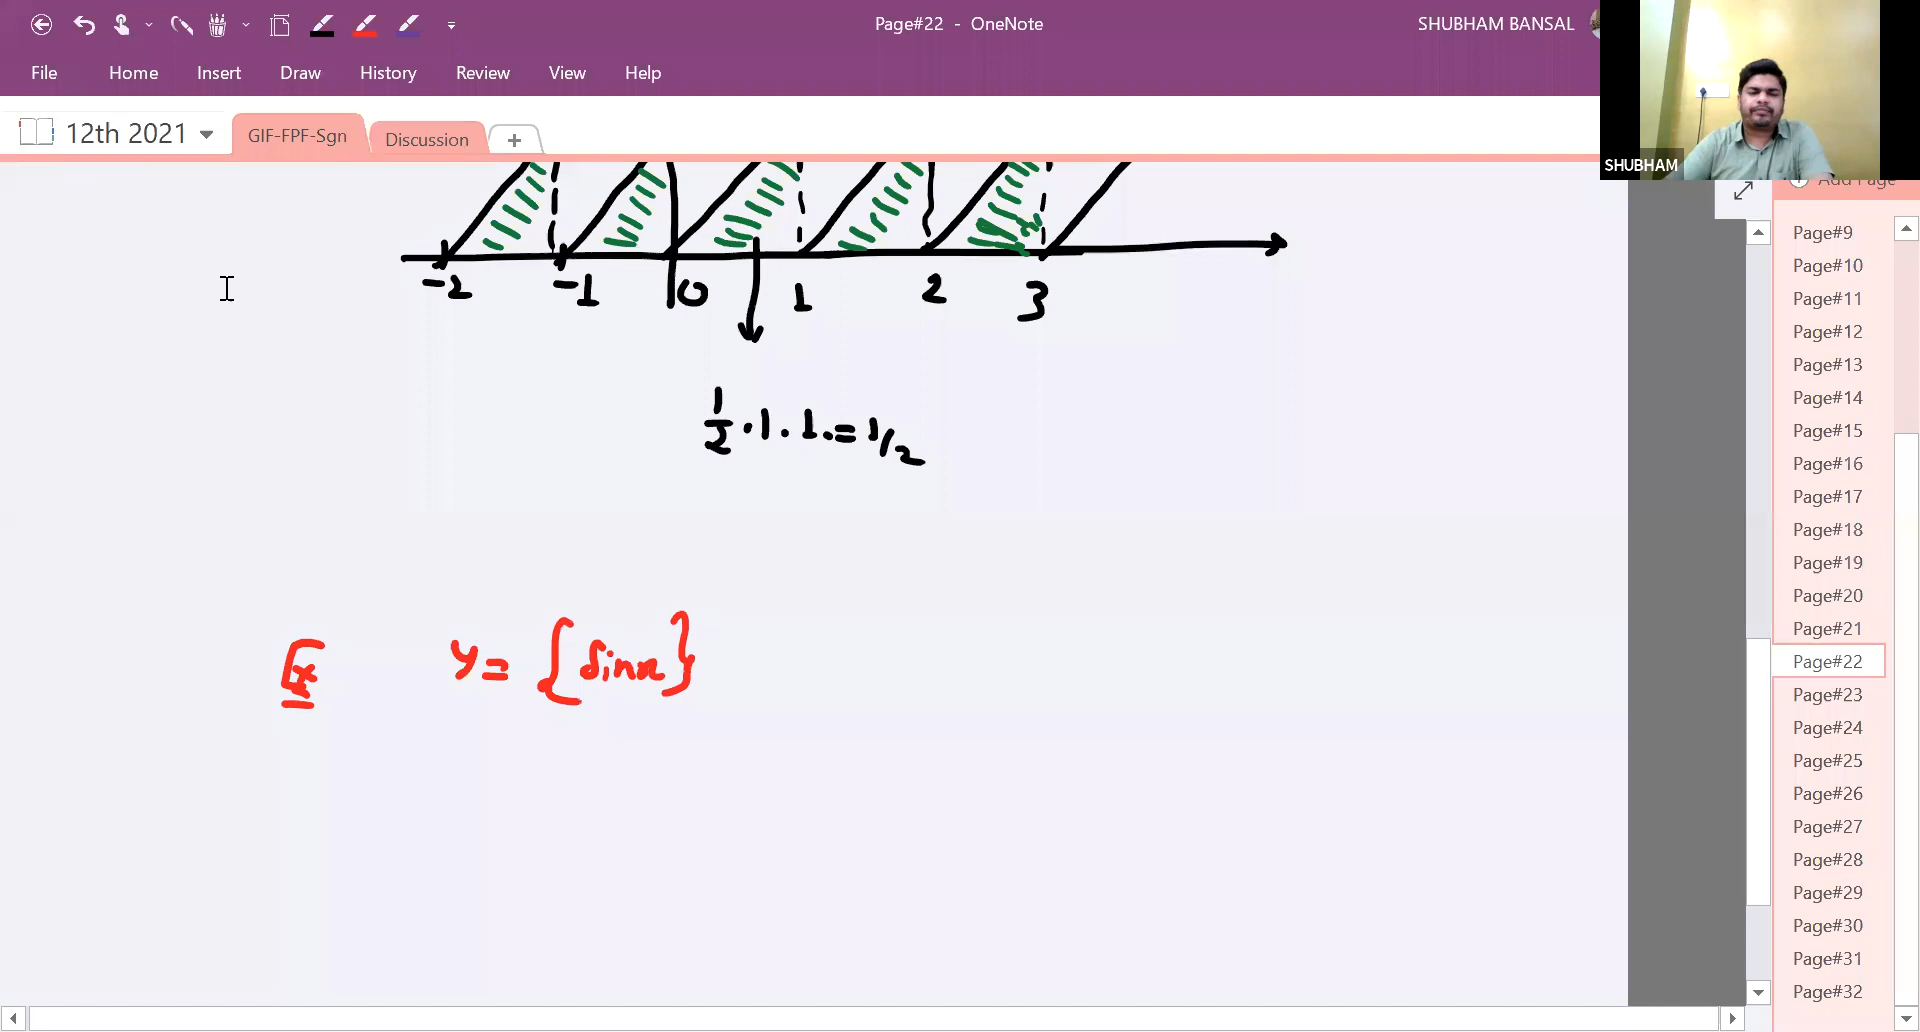 Page#22 - OneNote
SHUBHAM BANSAL
File Home Insert Draw History Review View Help
12th 2021
GIF-FPF-Sgn
Discussion
+
SHUBHAM
Add Page
-2 -1 0 1 2 3
1/2 · 1 · 1 · = 1/2
Ex y = {sinx}
Page#9
Page#10
Page#11
Page#12
Page#13
Page#14
Page#15
Page#16
Page#17
Page#18
Page#19
Page#20
Page#21
Page#22
Page#23
Page#24
Page#25
Page#26
Page#27
Page#28
Page#29
Page#30
Page#31
Page#32